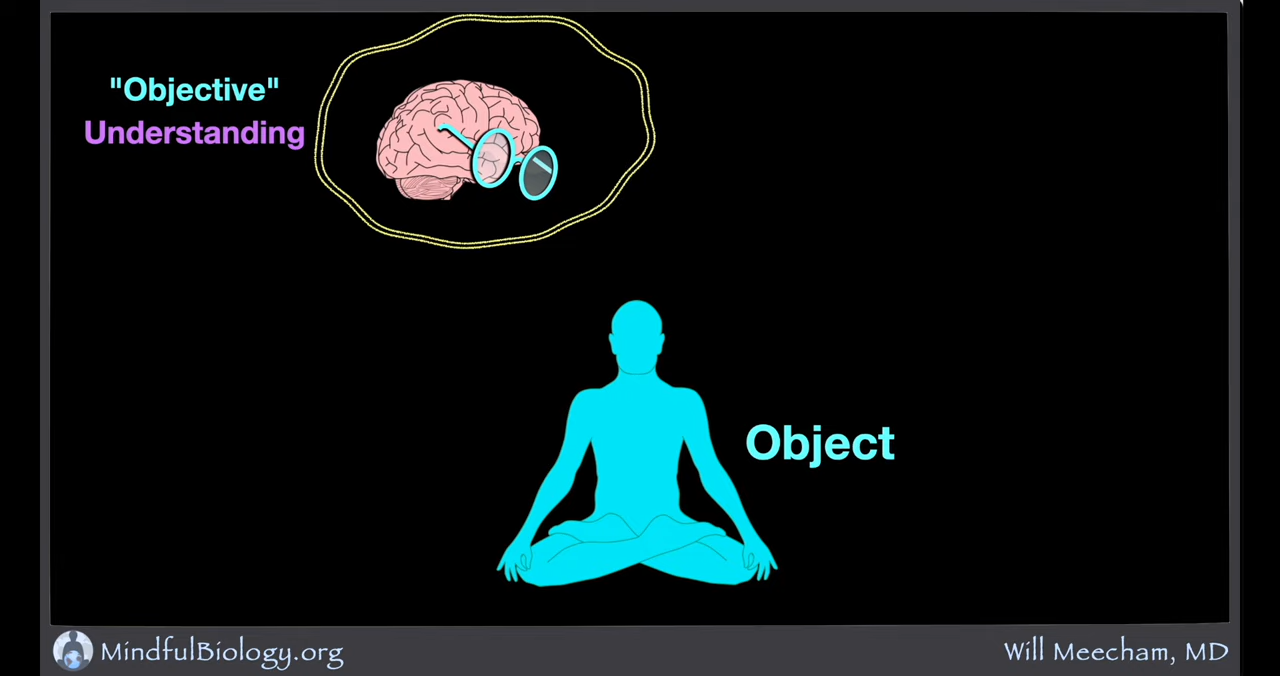 "Objective"
Understanding
Object
MindfulBiology.org
Will Meecham, MD